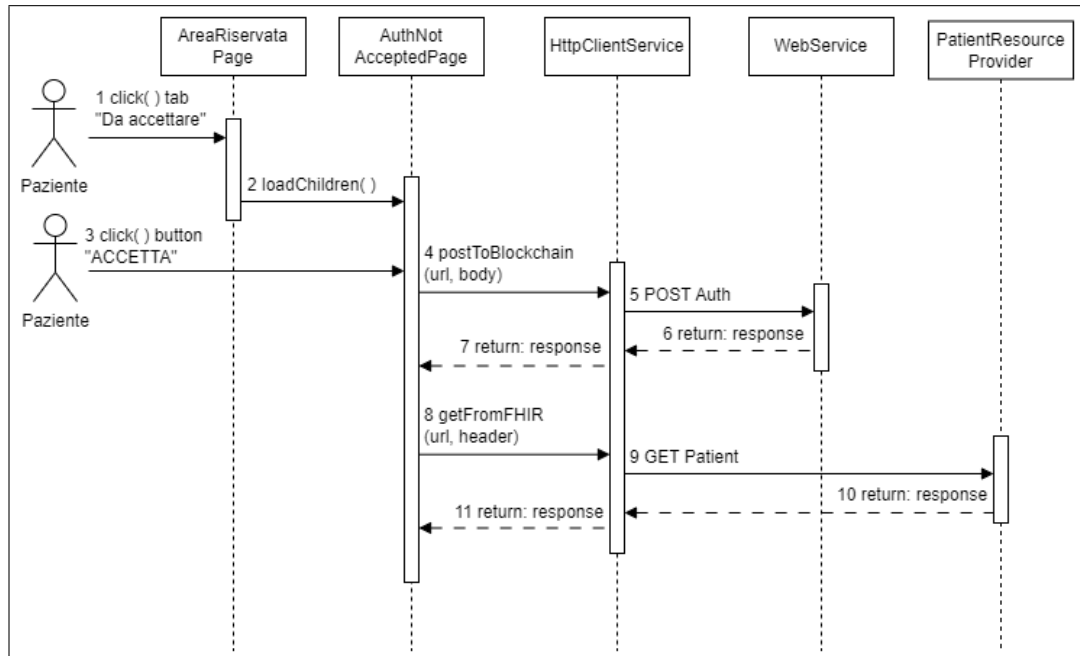 AreaRiservata
Page
AuthNot
AcceptedPage
HttpClientService
WebService
PatientResource
Provider
1 click( ) tab
"Da accettare"
Paziente
2 loadChildren( )
3 click( ) button
"ACCETTA"
Paziente
4 postToBlockchain
(url, body)
5 POST Auth
6 return: response
7 return: response
8 getFromFHIR
(url, header)
9 GET Patient
10 return: response
11 return: response